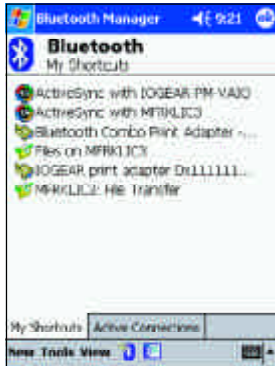 Bluetooth Manager 9:21 ok
Bluetooth
My Shortcuts
ActiveSync with IOGEAR PM-VAIO
ActiveSync with MFRKLIC3
Bluetooth Combo Print Adapter -...
Files on MFRKLIC3
IOGEAR print adapter Dx111111...
MFRKLIC3: File Transfer
My Shortcuts Active Connections
New Tools View